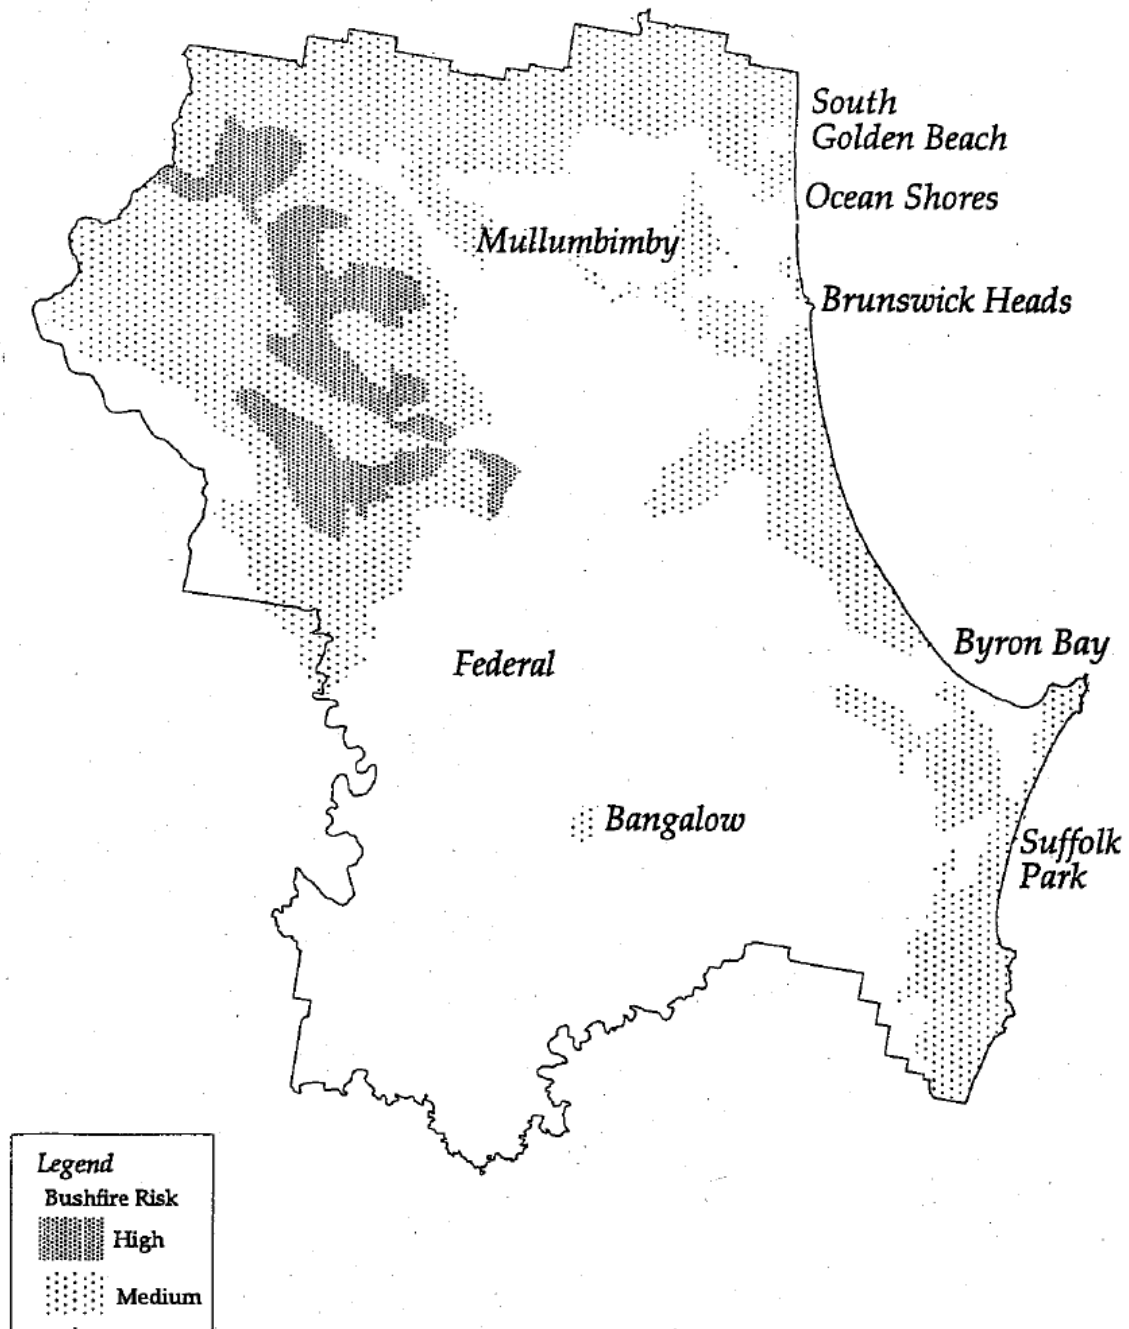 South
Golden Beach
Ocean Shores
Mullumbimby
Brunswick Heads
Byron Bay
Federal
Bangalow
Suffolk
Park
Legend
Bushfire Risk
High
Medium